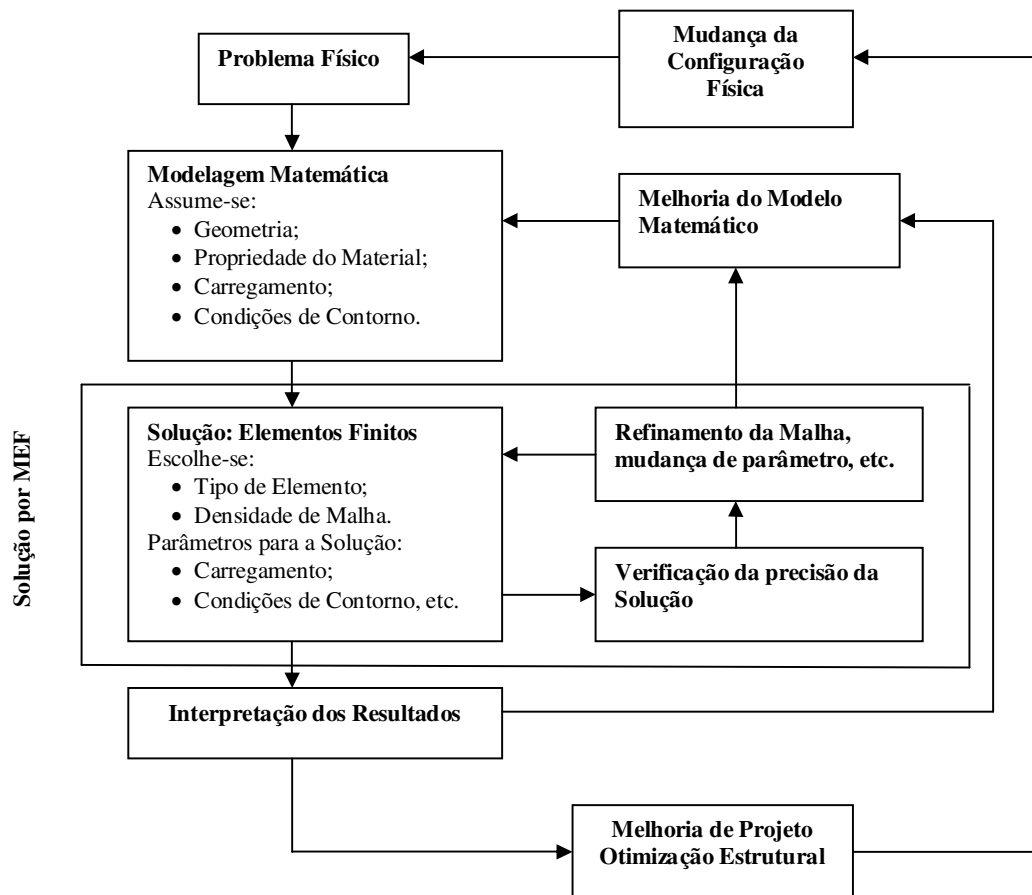 Problema Físico
Mudança da
Configuração
Física
Modelagem Matemática
Assume-se:
• Geometria;
• Propriedade do Material;
• Carregamento;
• Condições de Contorno.
Melhoria do Modelo
Matemático
Solução por MEF
Solução: Elementos Finitos
Escolhe-se:
• Tipo de Elemento;
• Densidade de Malha.
Parâmetros para a Solução:
• Carregamento;
• Condições de Contorno, etc.
Refinamento da Malha,
mudança de parâmetro, etc.
Verificação da precisão da
Solução
Interpretação dos Resultados
Melhoria de Projeto
Otimização Estrutural